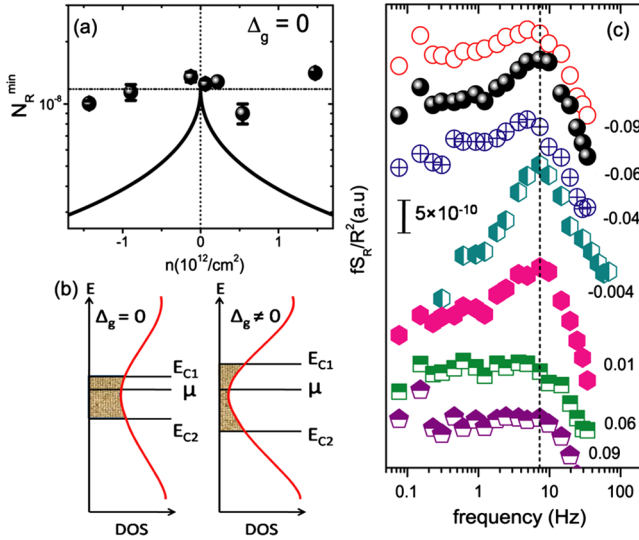 (a)
Δg = 0
N_R^min
10^-8
-1
0
1
n(10^12/cm^2)
(b)
E
Δg = 0
E_C1
μ
E_C2
DOS
E
Δg ≠ 0
E_C1
μ
E_C2
DOS
(c)
fS_R/R^2(a.u)
5×10^-10
-0.09
-0.06
-0.04
-0.004
0.01
0.06
0.09
0.1
1
10
100
frequency (Hz)